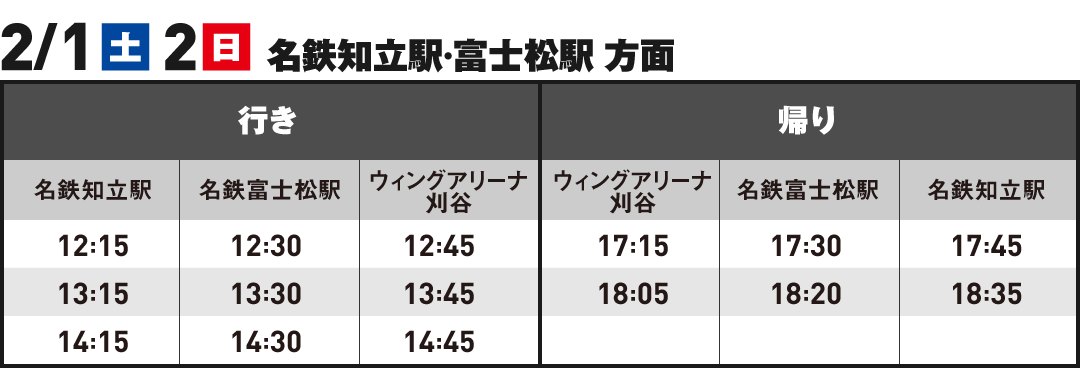 2/1 土 2 日 名鉄知立駅・富士松駅 方面
行き 帰り
名鉄知立駅 名鉄富士松駅 ウィングアリーナ刈谷 ウィングアリーナ刈谷 名鉄富士松駅 名鉄知立駅
12:15 12:30 12:45 17:15 17:30 17:45
13:15 13:30 13:45 18:05 18:20 18:35
14:15 14:30 14:45